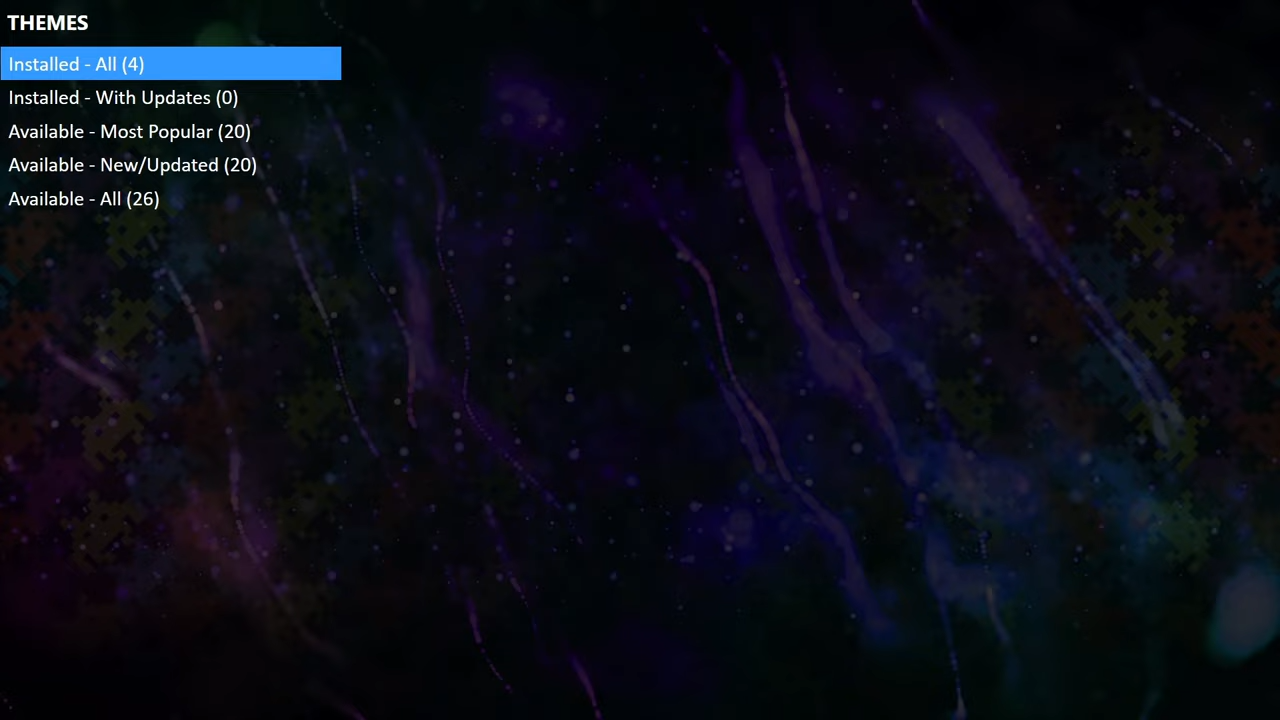 THEMES
Installed - All (4)
Installed - With Updates (0)
Available - Most Popular (20)
Available - New/Updated (20)
Available - All (26)